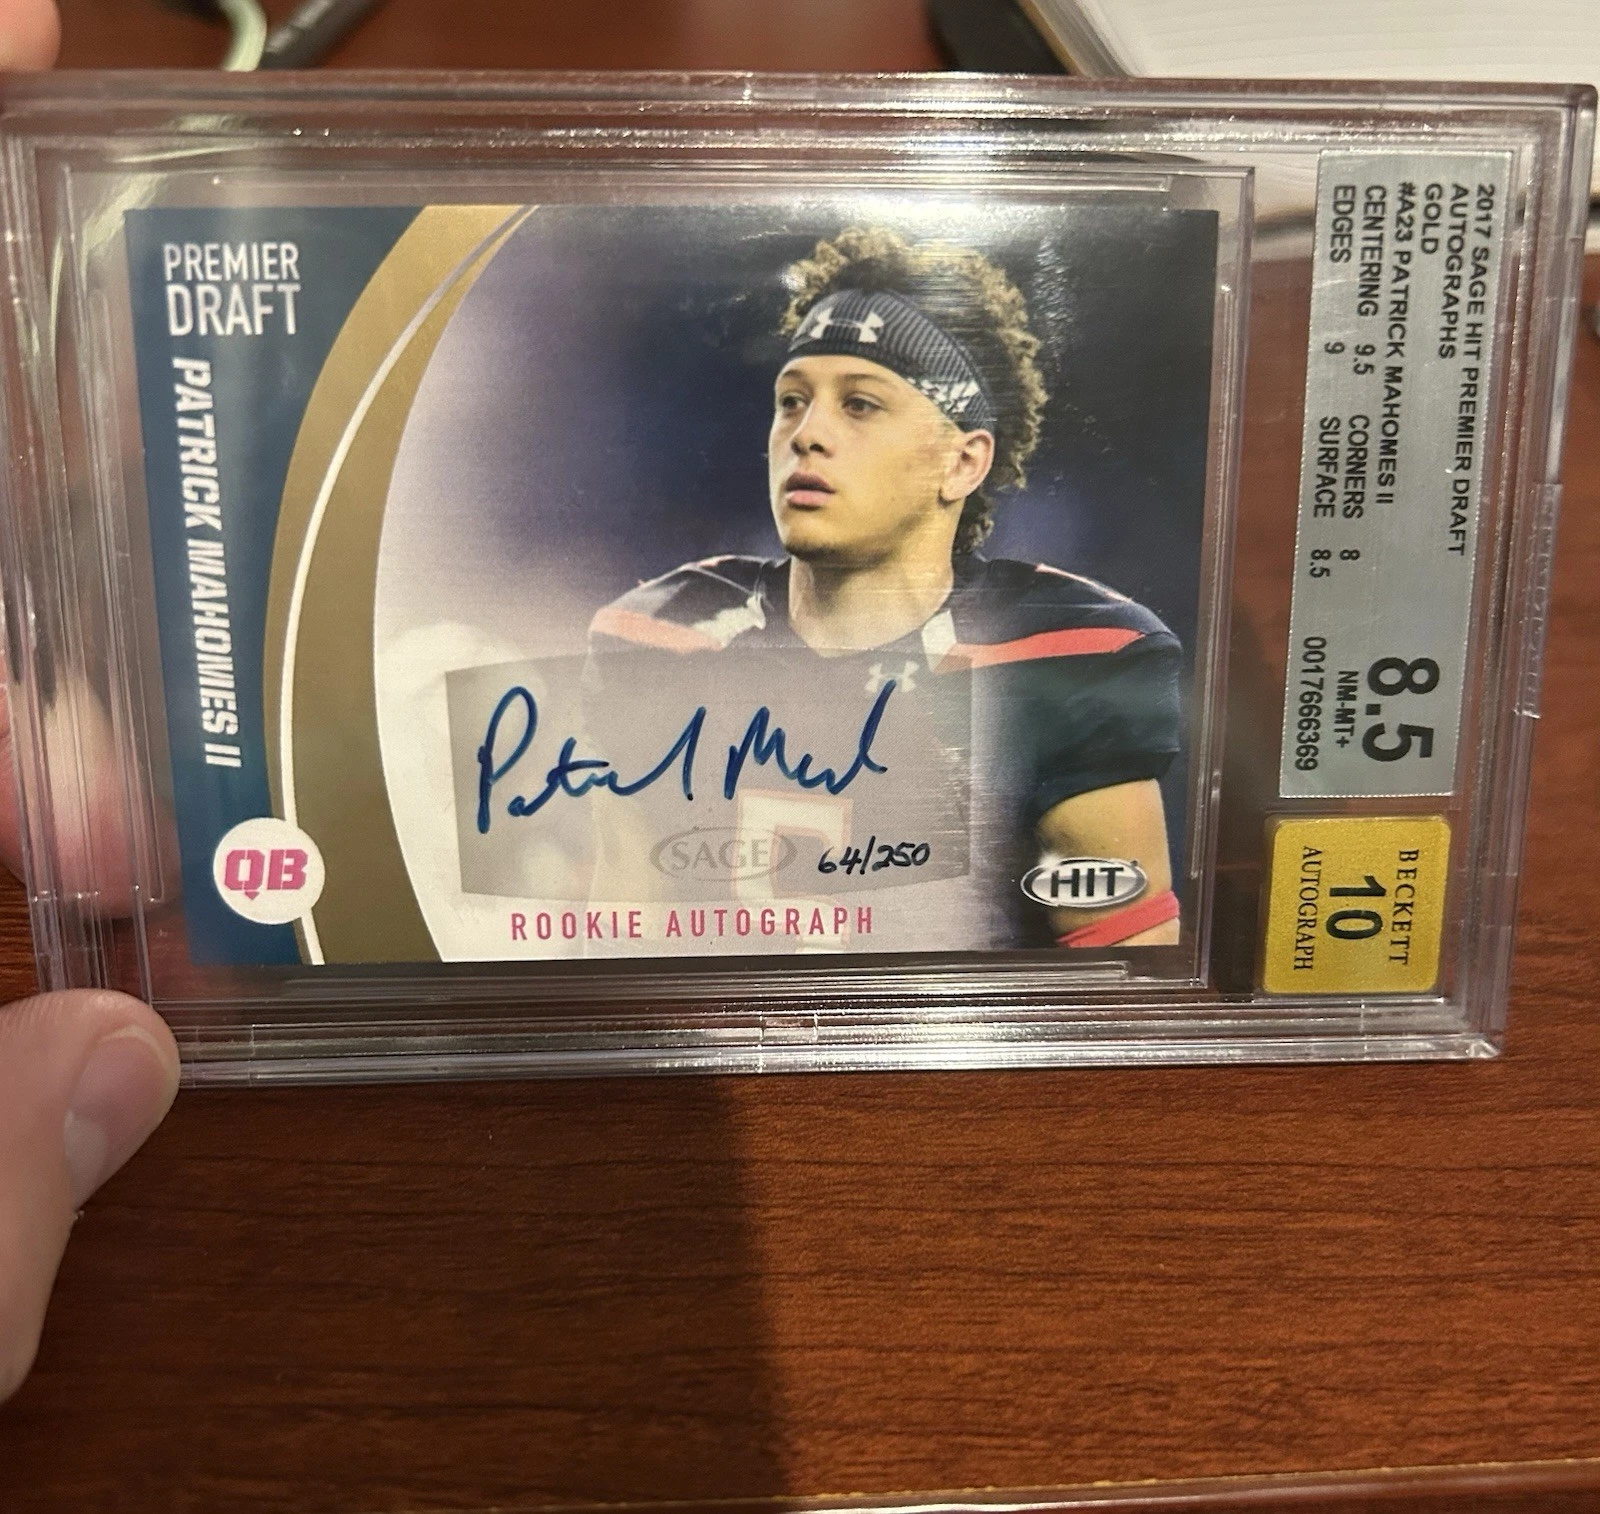 PREMIER
DRAFT
PATRICK MAHOMES II
QB
Patrick Mahomes
SAGE
64/250
ROOKIE AUTOGRAPH
HIT
2017 SAGE HIT PREMIER DRAFT
AUTOGRAPHS
GOLD
#A23 PATRICK MAHOMES II
CENTERING 9.5 CORNERS 8
EDGES 9 SURFACE 8.5
8.5
NM-MT+
0017666369
BECKETT
10
AUTOGRAPH